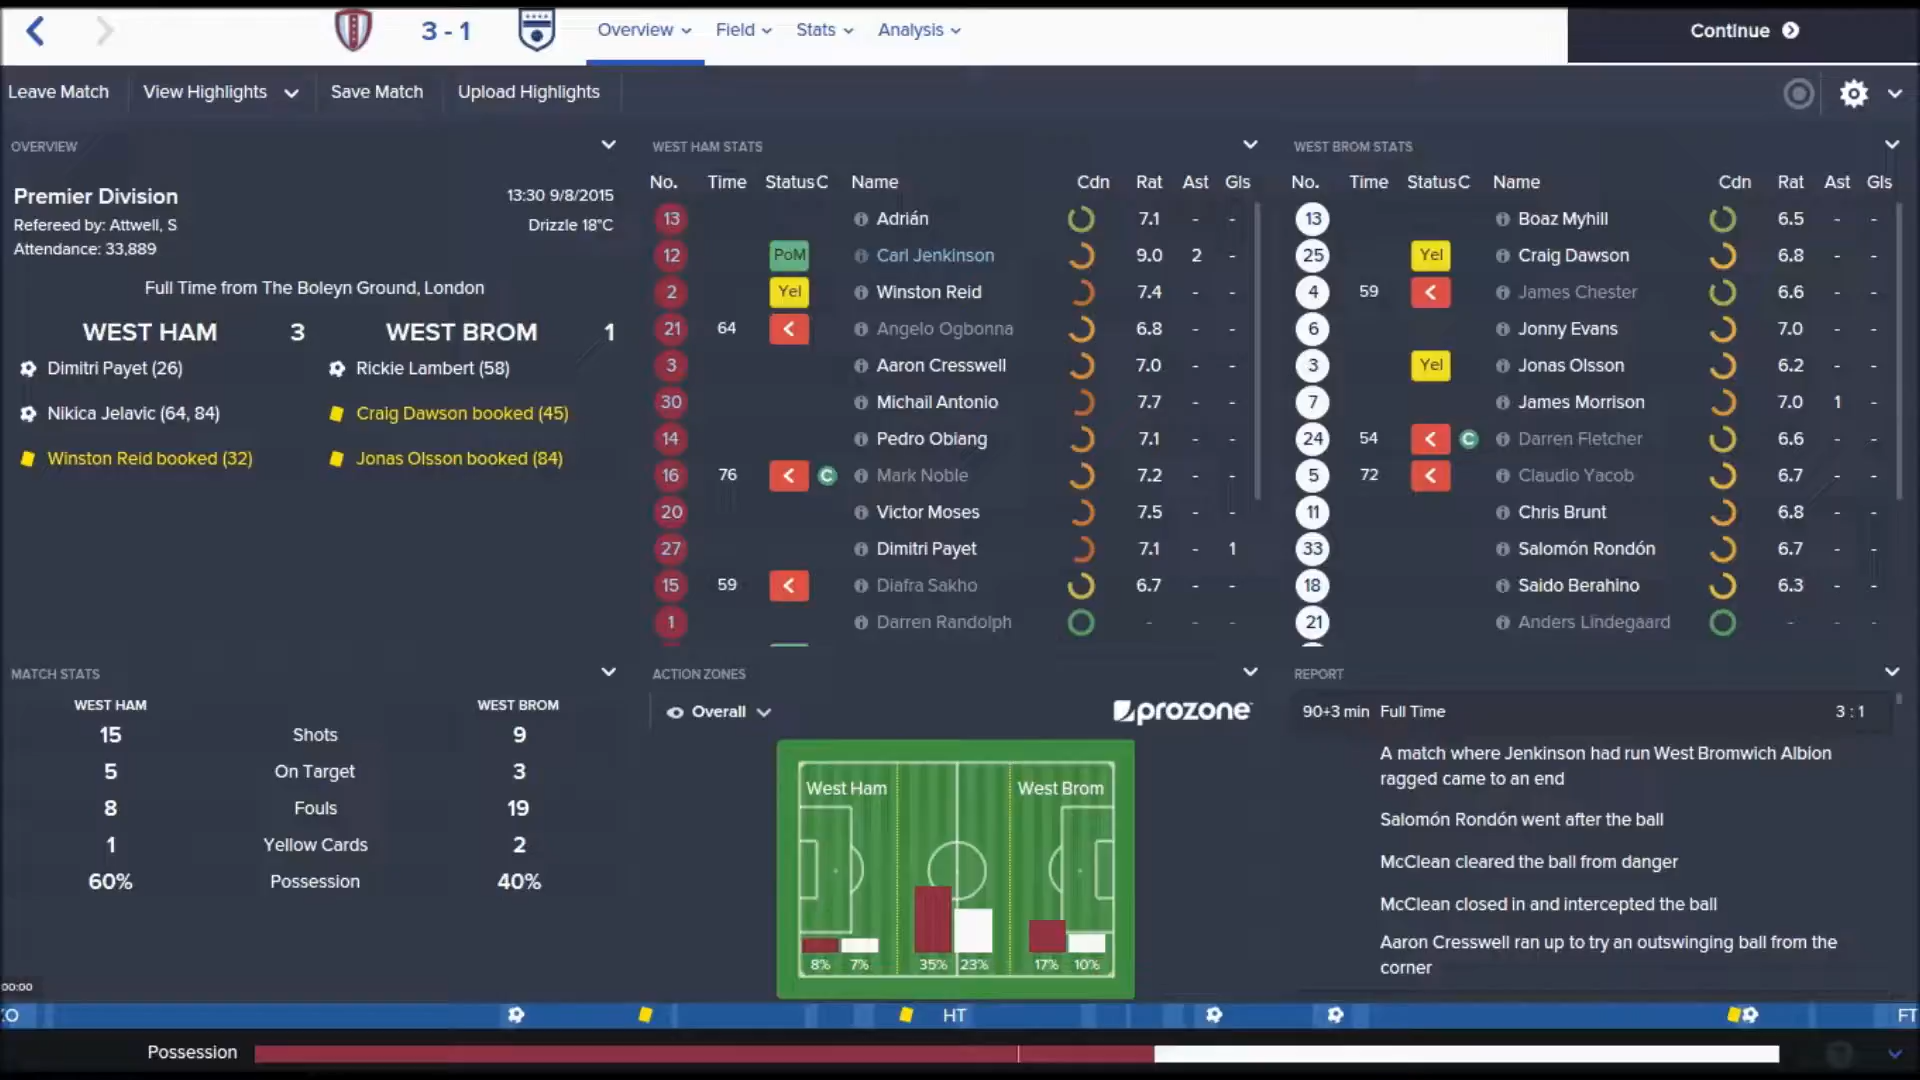 3 - 1
Overview Field Stats Analysis
Continue
Leave Match View Highlights Save Match Upload Highlights
OVERVIEW
Premier Division 13:30 9/8/2015
Refereed by: Attwell, S Drizzle 18°C
Attendance: 33,889
Full Time from The Boleyn Ground, London
WEST HAM 3 WEST BROM 1
Dimitri Payet (26) Rickie Lambert (58)
Nikica Jelavic (64, 84) Craig Dawson booked (45)
Winston Reid booked (32) Jonas Olsson booked (84)
WEST HAM STATS
No. Time Status C Name Cdn Rat Ast Gls
13 Adrián 7.1 - -
12 PoM Carl Jenkinson 9.0 2 -
2 Yel Winston Reid 7.4 - -
21 64 Angelo Ogbonna 6.8 - -
3 Aaron Cresswell 7.0 - -
30 Michail Antonio 7.7 - -
14 Pedro Obiang 7.1 - -
16 76 C Mark Noble 7.2 - -
20 Victor Moses 7.5 - -
27 Dimitri Payet 7.1 - 1
15 59 Diafra Sakho 6.7 - -
1 Darren Randolph - - -
WEST BROM STATS
No. Time Status C Name Cdn Rat Ast Gls
13 Boaz Myhill 6.5 - -
25 Yel Craig Dawson 6.8 - -
4 59 James Chester 6.6 - -
6 Jonny Evans 7.0 - -
3 Yel Jonas Olsson 6.2 - -
7 James Morrison 7.0 1 -
24 54 C Darren Fletcher 6.6 - -
5 72 Claudio Yacob 6.7 - -
11 Chris Brunt 6.8 - -
33 Salomón Rondón 6.7 - -
18 Saido Berahino 6.3 - -
21 Anders Lindegaard - - -
MATCH STATS
WEST HAM WEST BROM
15 Shots 9
5 On Target 3
8 Fouls 19
1 Yellow Cards 2
60% Possession 40%
ACTION ZONES
Overall prozone
West Ham West Brom
8% 7% 35% 23% 17% 10%
REPORT
90+3 min Full Time 3 : 1
A match where Jenkinson had run West Bromwich Albion
ragged came to an end
Salomón Rondón went after the ball
McClean cleared the ball from danger
McClean closed in and intercepted the ball
Aaron Cresswell ran up to try an outswinging ball from the
corner
00:00
KO HT FT
Possession